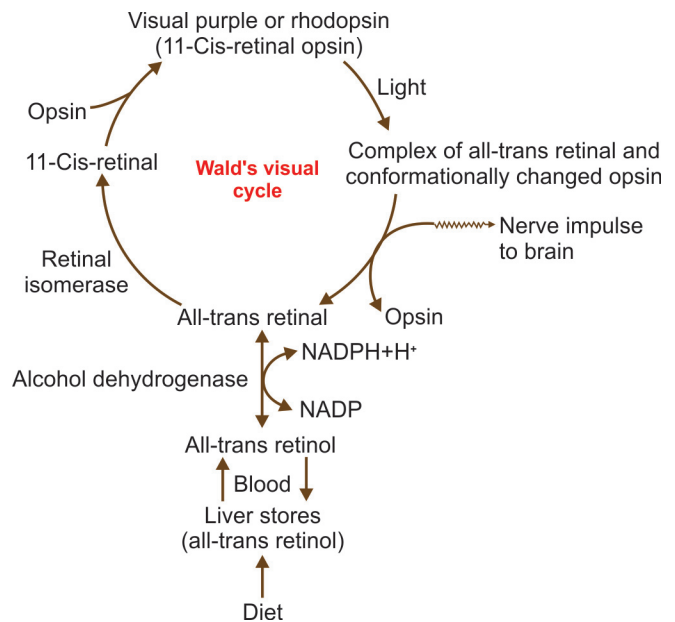 Visual purple or rhodopsin
(11-Cis-retinal opsin)
Light
Opsin
11-Cis-retinal
Wald's visual
cycle
Complex of all-trans retinal and
conformationally changed opsin
Nerve impulse
to brain
Retinal
isomerase
All-trans retinal
Opsin
NADPH+H⁺
Alcohol dehydrogenase
NADP
All-trans retinol
Blood
Liver stores
(all-trans retinol)
Diet